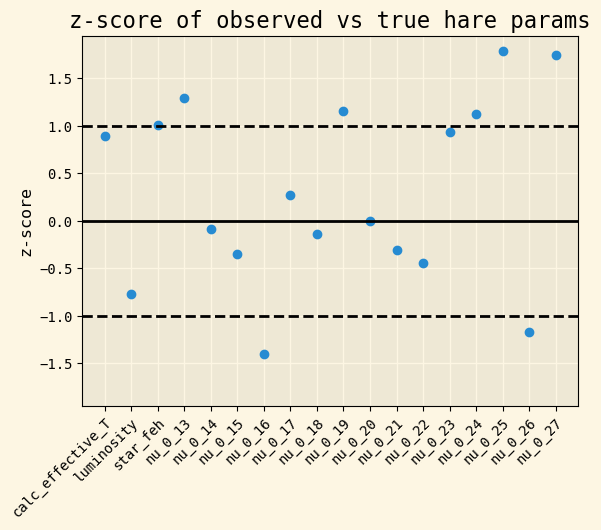 z-score of observed vs true hare params
z-score
1.5
1.0
0.5
0.0
−0.5
−1.0
−1.5
calc_effective_T
luminosity
star_feh
nu_0_13
nu_0_14
nu_0_15
nu_0_16
nu_0_17
nu_0_18
nu_0_19
nu_0_20
nu_0_21
nu_0_22
nu_0_23
nu_0_24
nu_0_25
nu_0_26
nu_0_27